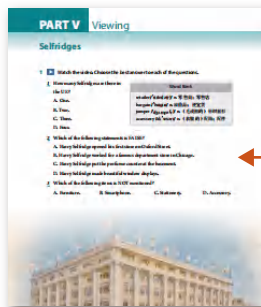 PART V Viewing
Selfridges
1 Watch the video. Choose the best answer to each of the questions.
1 How many Selfridges are there in
the UK?
A. One.
B. Two.
C. Three.
D. Four.
Word Bank
2 Which of the following statements is FALSE?
A. Harry Selfridge opened his first store on Oxford Street.
B. Harry Selfridge worked for a famous department store in Chicago.
C. Harry Selfridge put the perfume counter at the basement.
D. Harry Selfridge made beautiful window displays.
3 Which of the following items is NOT mentioned?
A. Furniture. B. Smartphone. C. Stationery. D. Accessory.